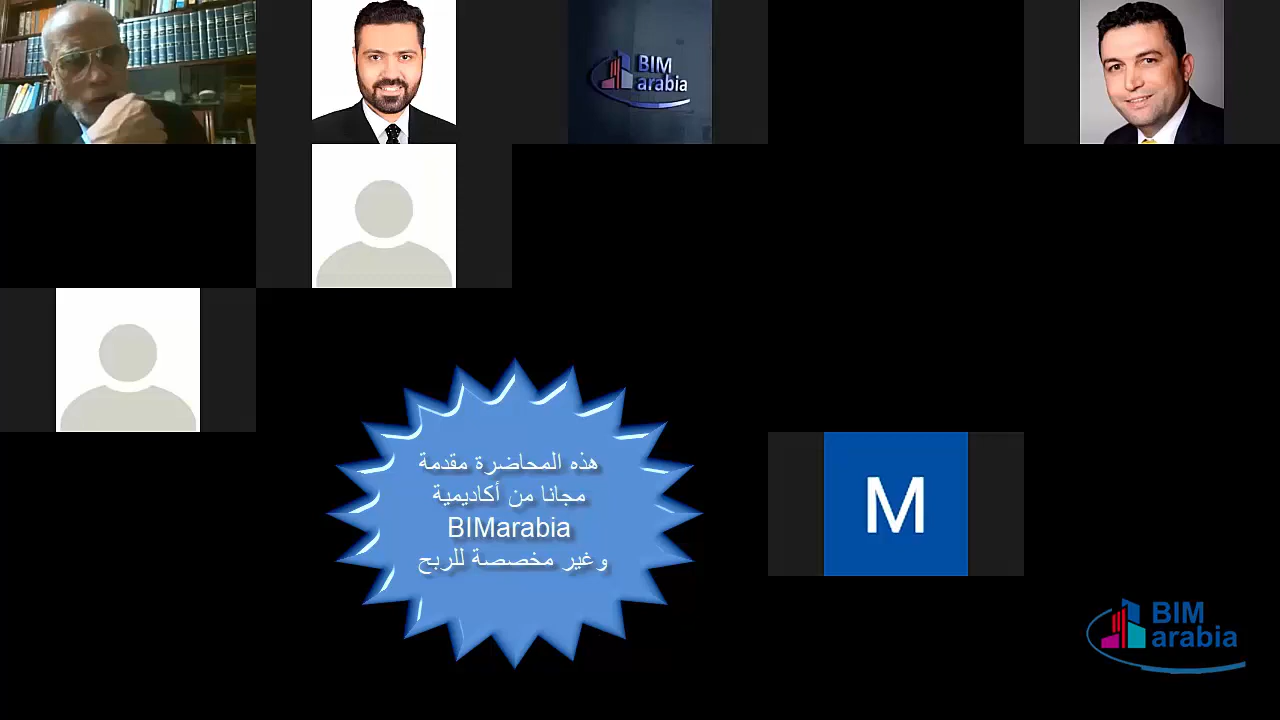 BIM
arabia
هذه المحاضرة مقدمة
مجانا من أكاديمية
BIMarabia
وغير مخصصة للربح
M
BIM
arabia